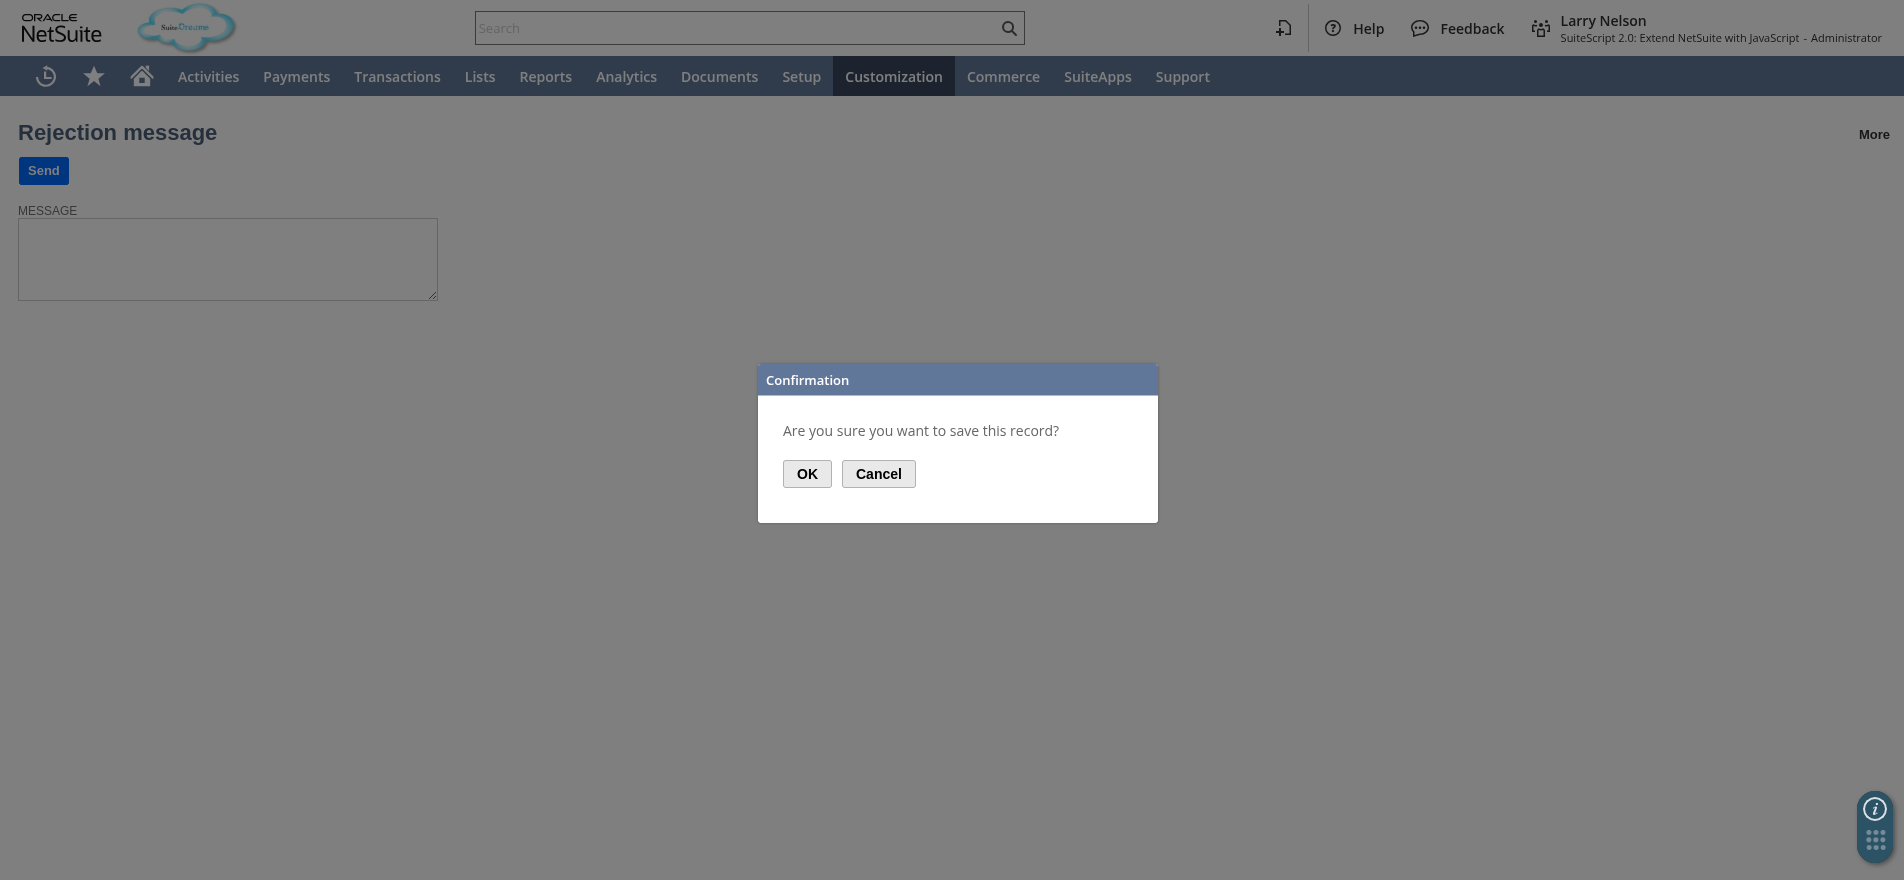 ORACLE
NetSuite
SuiteDreams
Search
Help
Feedback
Larry Nelson
SuiteScript 2.0: Extend NetSuite with JavaScript - Administrator
Activities Payments Transactions Lists Reports Analytics Documents Setup Customization Commerce SuiteApps Support
Rejection message
More
Send
MESSAGE
Confirmation
Are you sure you want to save this record?
OK Cancel